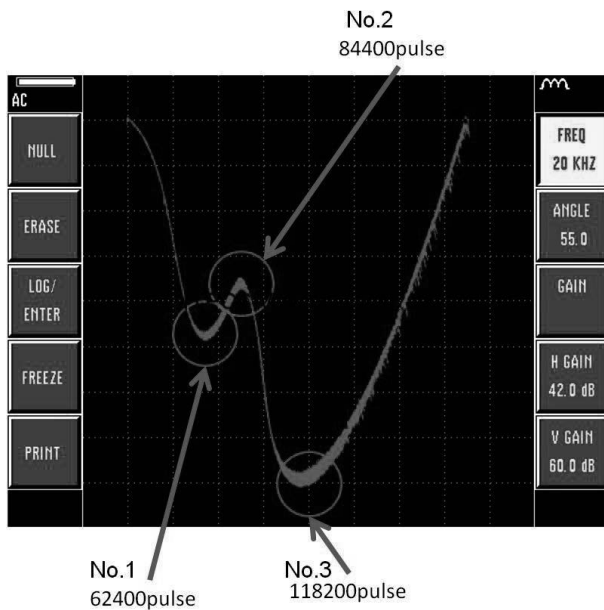 No.2
84400pulse
AC
NULL
ERASE
LOG/
ENTER
FREEZE
PRINT
FREQ
20 KHZ
ANGLE
55.0
GAIN
H GAIN
42.0 dB
V GAIN
60.0 dB
No.1
62400pulse
No.3
118200pulse